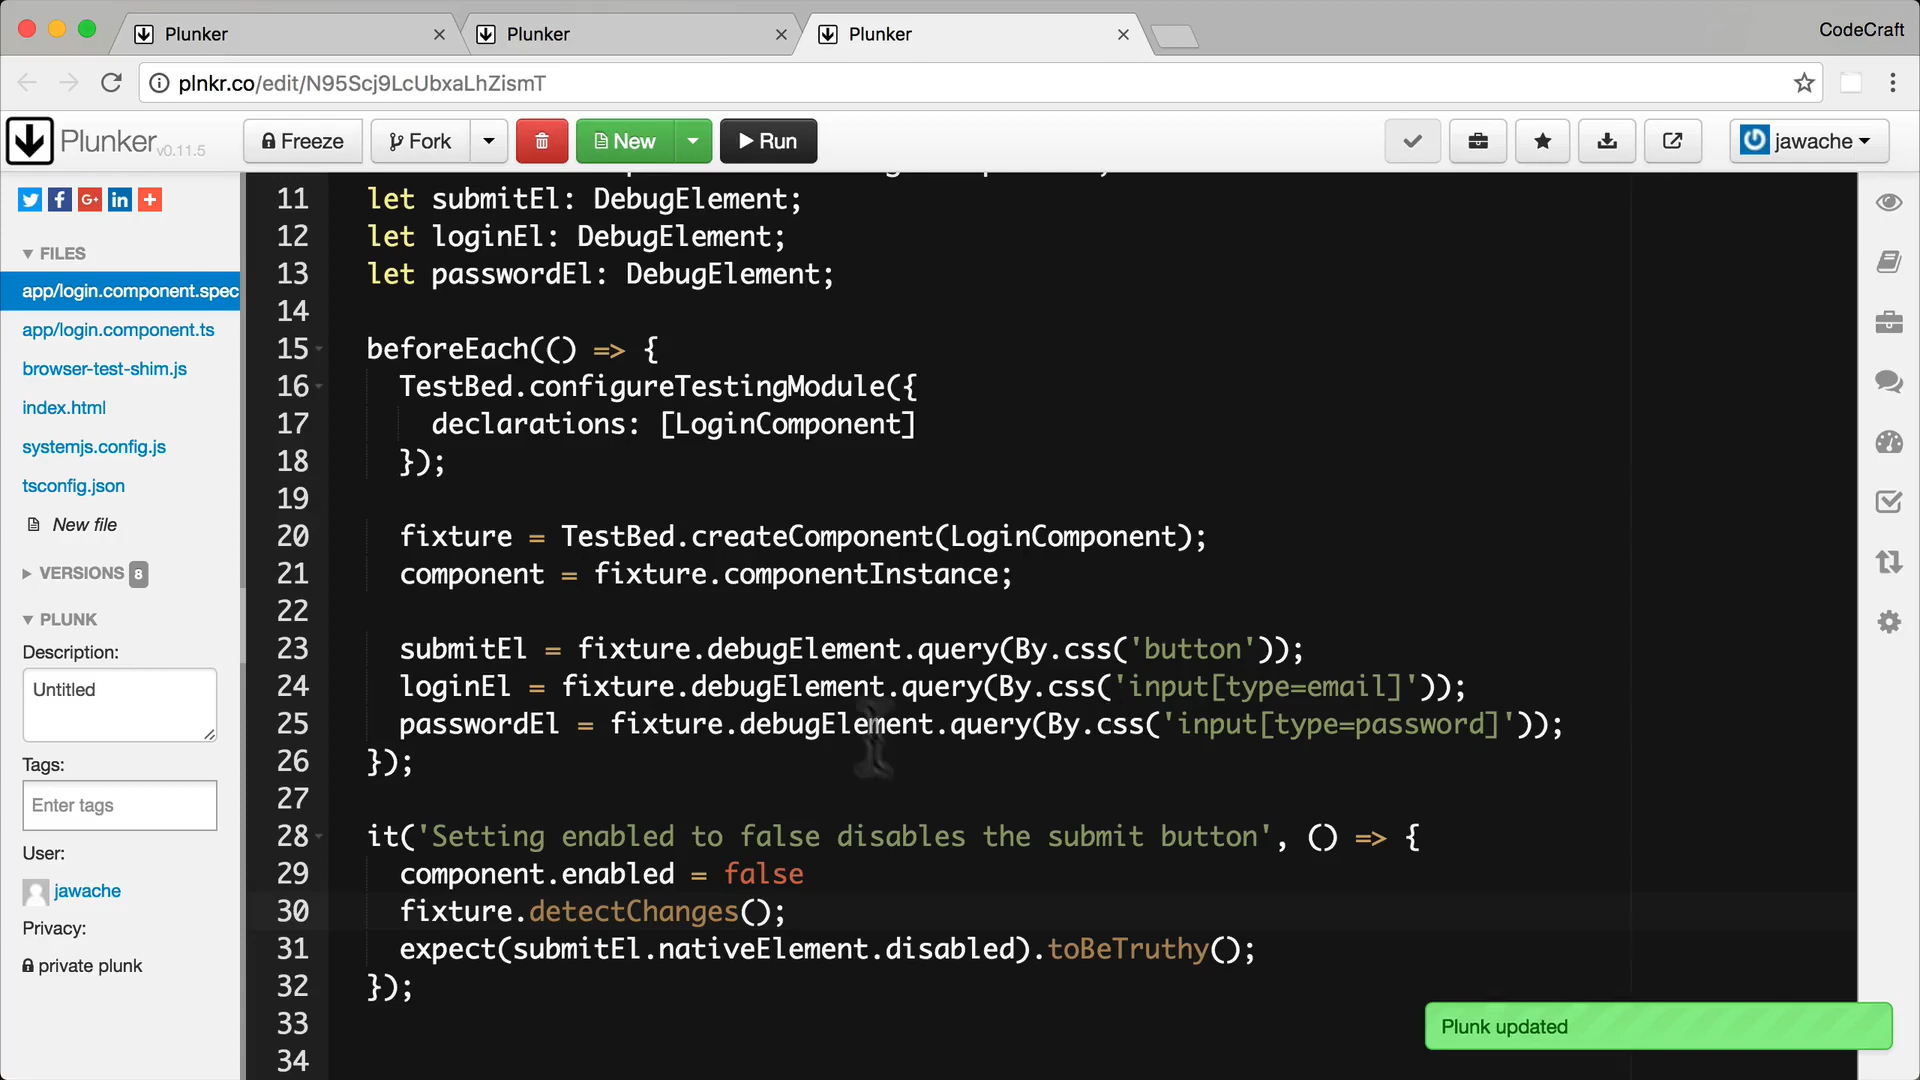 Plunker
Plunker
Plunker
CodeCraft
plnkr.co/edit/N95Scj9LcUbxaLhZismT
Plunker v0.11.5
Freeze
Fork
New
Run
jawache
FILES
app/login.component.spec
app/login.component.ts
browser-test-shim.js
index.html
systemjs.config.js
tsconfig.json
New file
VERSIONS 8
PLUNK
Description:
Untitled
Tags:
Enter tags
User:
jawache
Privacy:
private plunk
11 let submitEl: DebugElement;
12 let loginEl: DebugElement;
13 let passwordEl: DebugElement;
14
15 beforeEach(() => {
16 TestBed.configureTestingModule({
17 declarations: [LoginComponent]
18 });
19
20 fixture = TestBed.createComponent(LoginComponent);
21 component = fixture.componentInstance;
22
23 submitEl = fixture.debugElement.query(By.css('button'));
24 loginEl = fixture.debugElement.query(By.css('input[type=email]'));
25 passwordEl = fixture.debugElement.query(By.css('input[type=password]'));
26 });
27
28 it('Setting enabled to false disables the submit button', () => {
29 component.enabled = false
30 fixture.detectChanges();
31 expect(submitEl.nativeElement.disabled).toBeTruthy();
32 });
33
34
Plunk updated